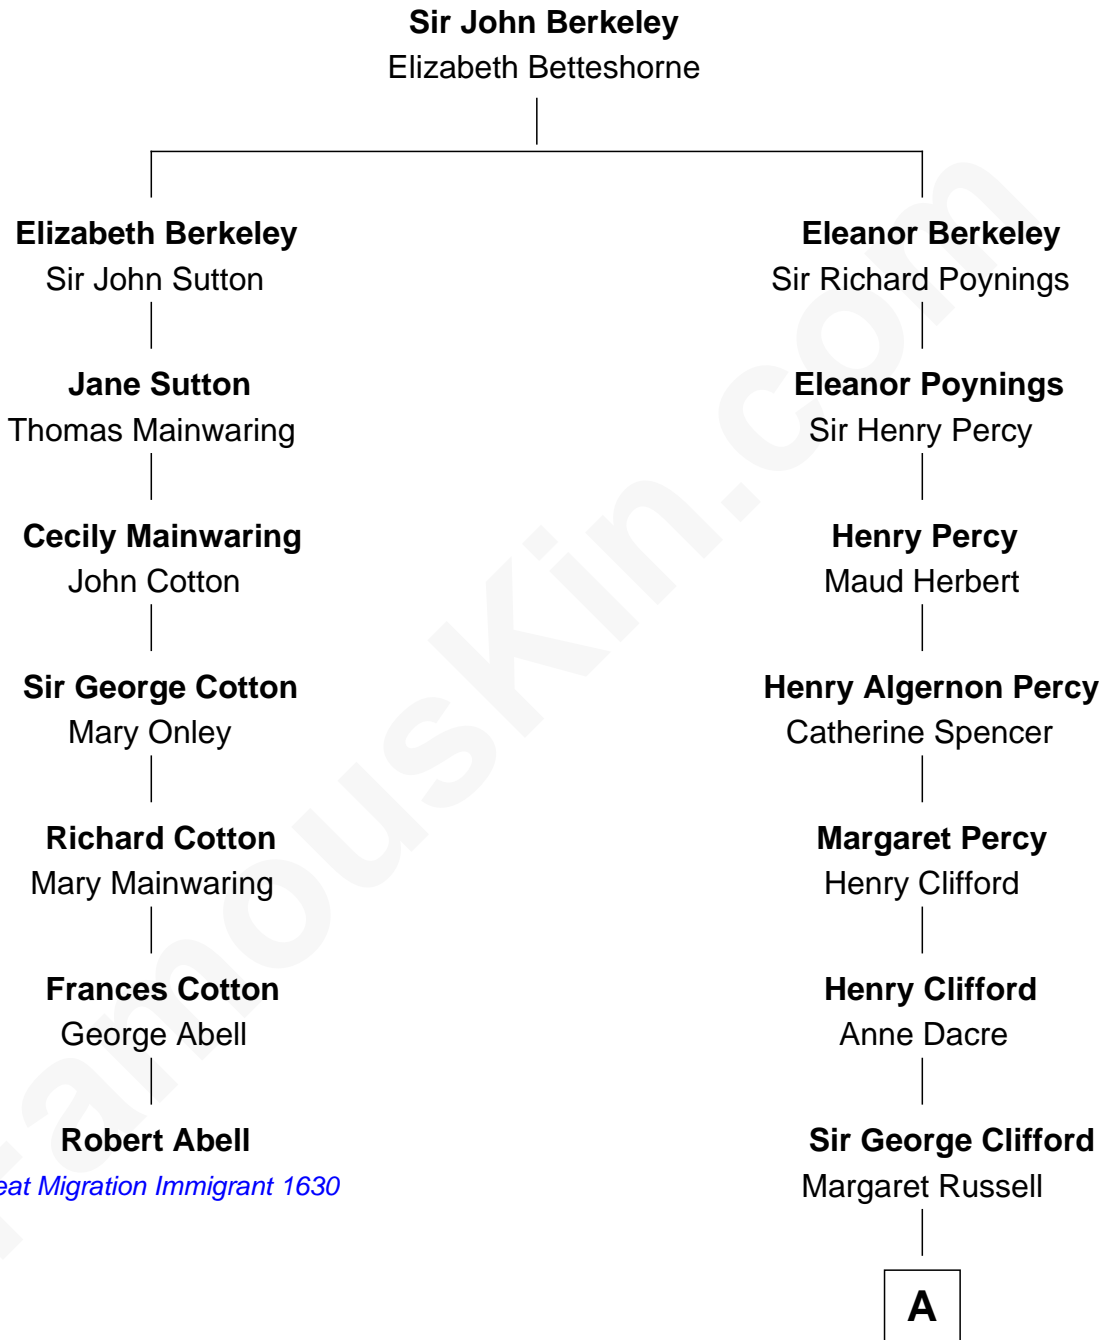 Sir John Berkeley
Elizabeth Betteshorne
Elizabeth Berkeley
Sir John Sutton
Jane Sutton
Thomas Mainwaring
Cecily Mainwaring
John Cotton
Sir George Cotton
Mary Onley
Richard Cotton
Mary Mainwaring
Frances Cotton
George Abell
Robert Abell
eat Migration Immigrant 1630
Eleanor Berkeley
Sir Richard Poynings
Eleanor Poynings
Sir Henry Percy
Henry Percy
Maud Herbert
Henry Algernon Percy
Catherine Spencer
Margaret Percy
Henry Clifford
Henry Clifford
Anne Dacre
Sir George Clifford
Margaret Russell
A
FamousKin.com